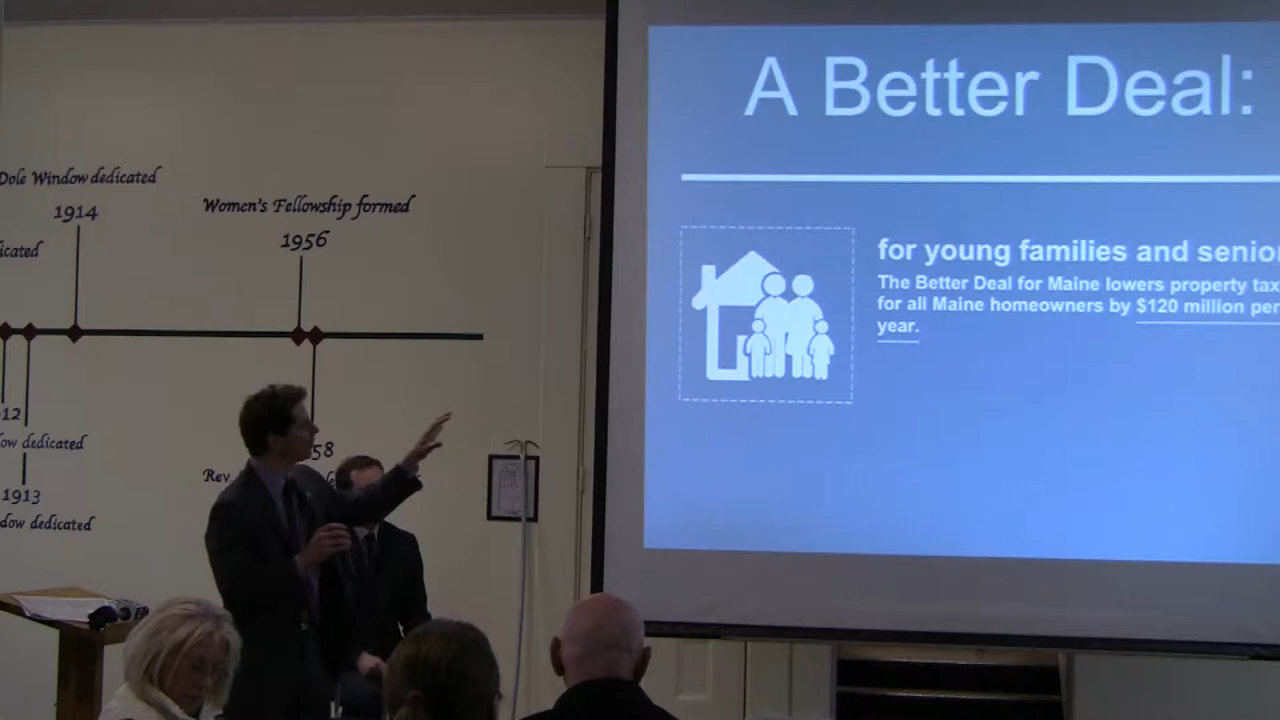 Dole Window dedicated
1914
Women's Fellowship formed
1956
icated
12
ow dedicated
1913
dow dedicated
58
Rev
A Better Deal:
for young families and senio
The Better Deal for Maine lowers property tax
for all Maine homeowners by $120 million per
year.